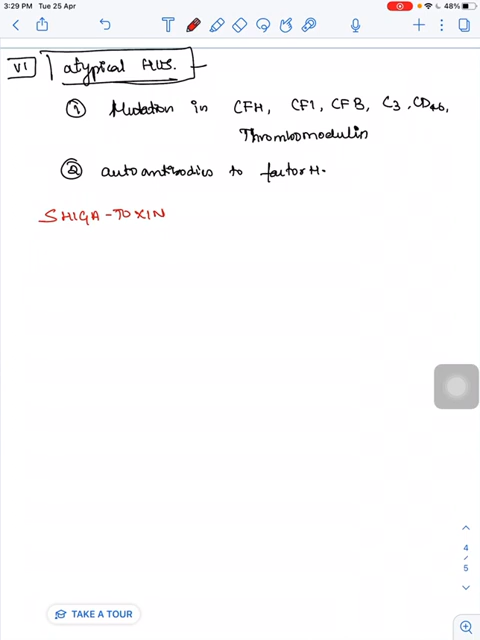 3:29 PM Tue 25 Apr 48%
VI atypical HUS.
① Mutation in CFH, CFI, CFB, C3, CD46,
Thrombomodulin
② autoantibodies to factor H.
SHIGA-TOXIN
4
/
5
TAKE A TOUR